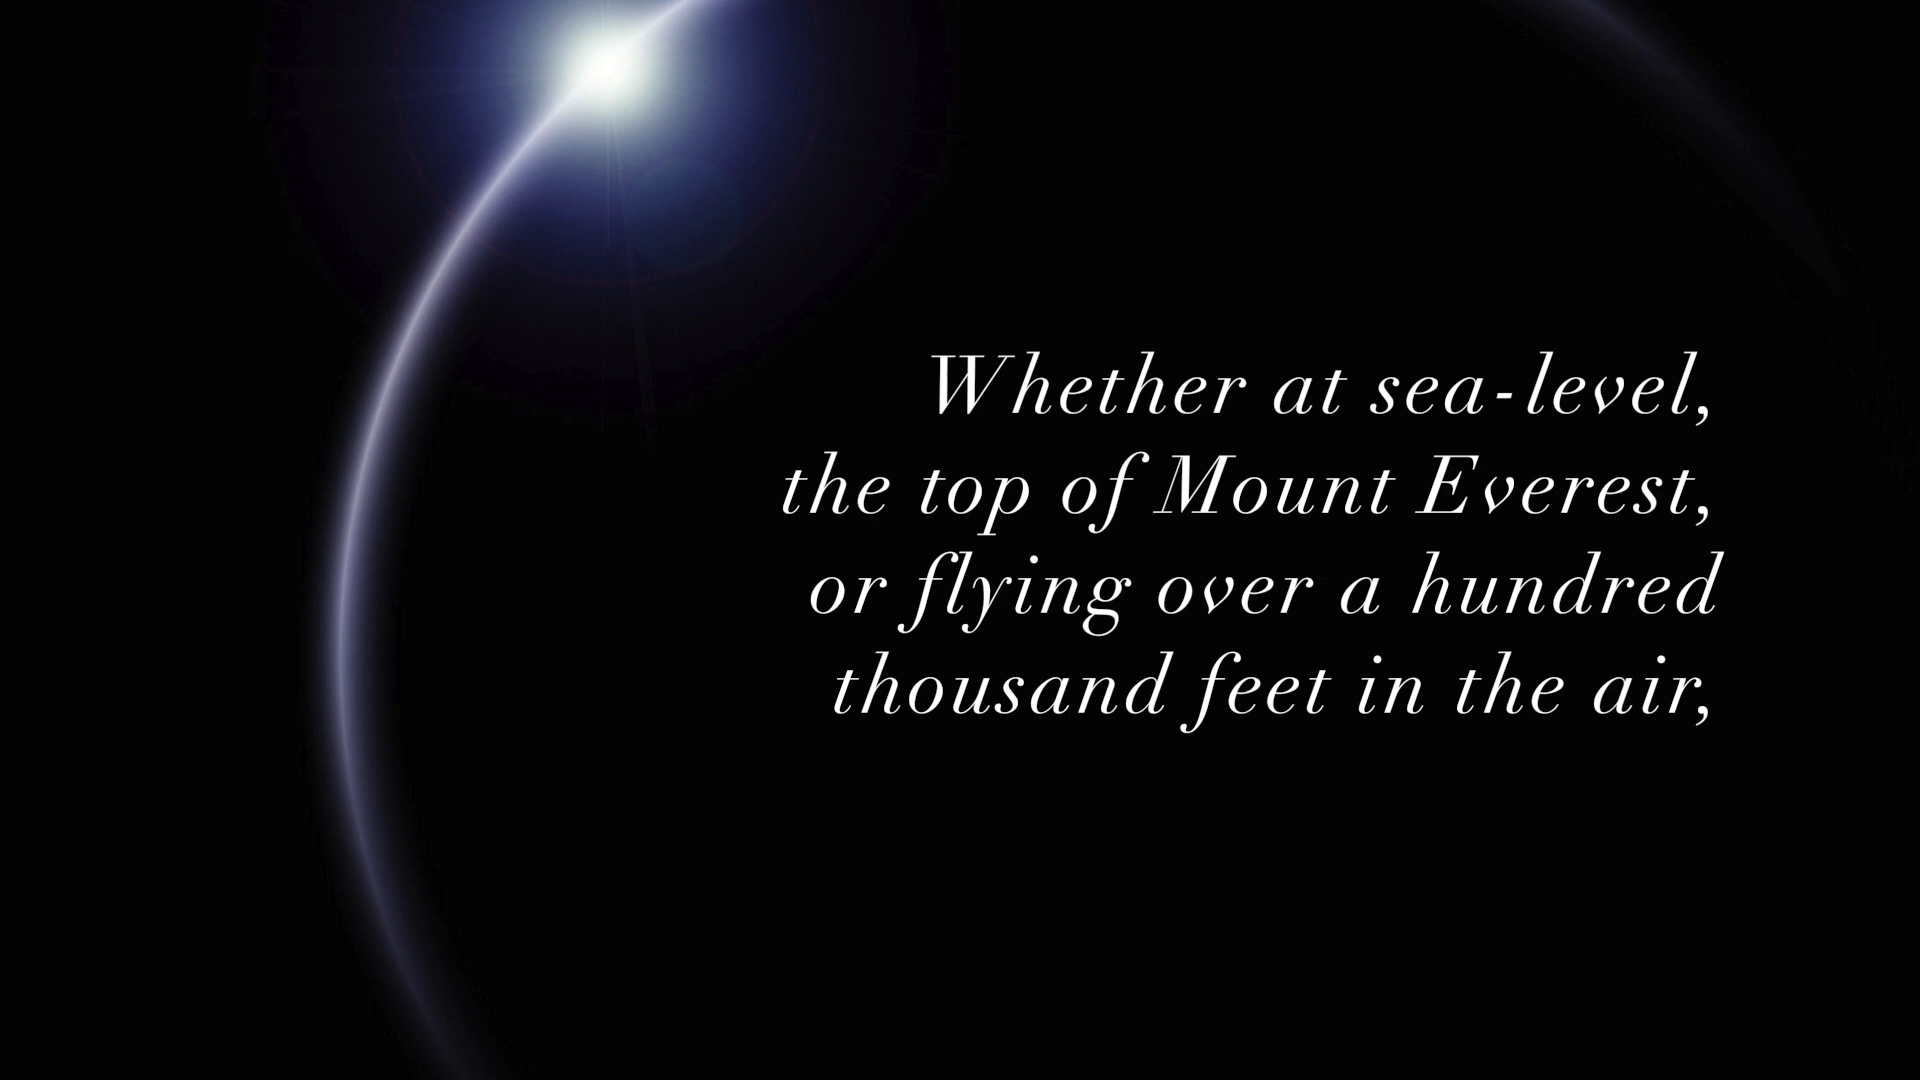 Whether at sea-level,
the top of Mount Everest,
or flying over a hundred
thousand feet in the air,